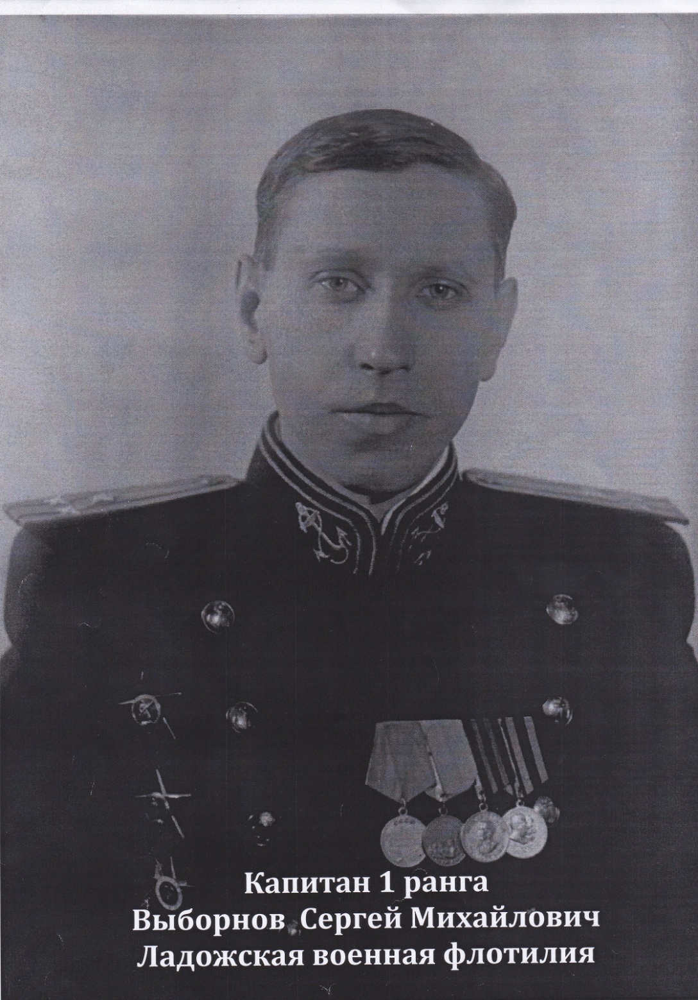 Капитан 1 ранга
Выборнов Сергей Михайлович
Ладожская военная флотилия